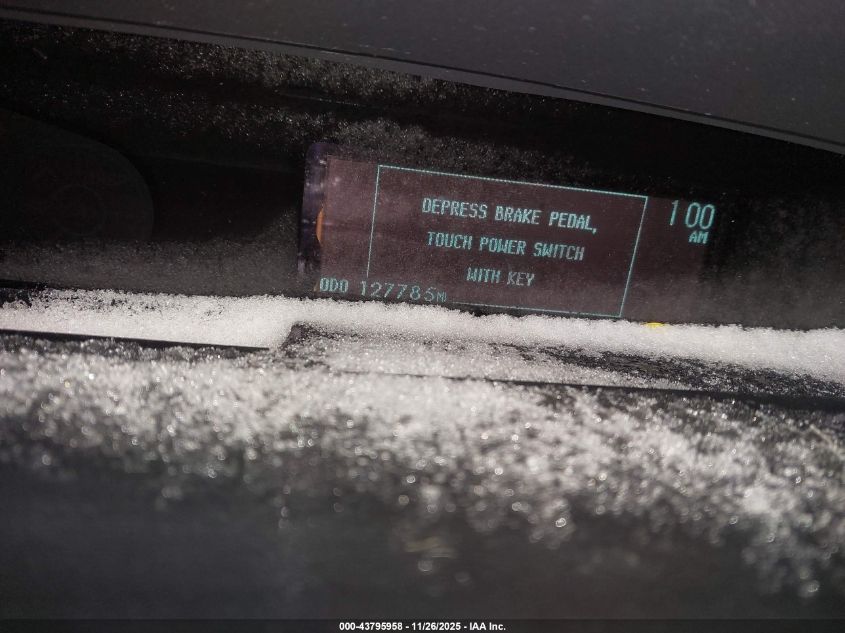 DEPRESS BRAKE PEDAL,
TOUCH POWER SWITCH
WITH KEY
1 00
AM
ODO 127785MI
000-43795958 - 11/26/2025 - IAA Inc.